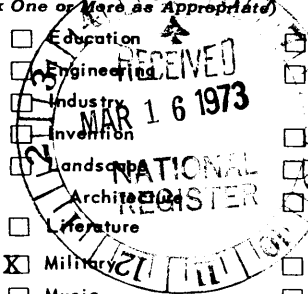 One or More as Appropriate)
Education
Engineering
Industry
Invention
Landscape
Architecture
Literature
X Military
Music
RECEIVED
MAR 16 1973
NATIONAL
REGISTER